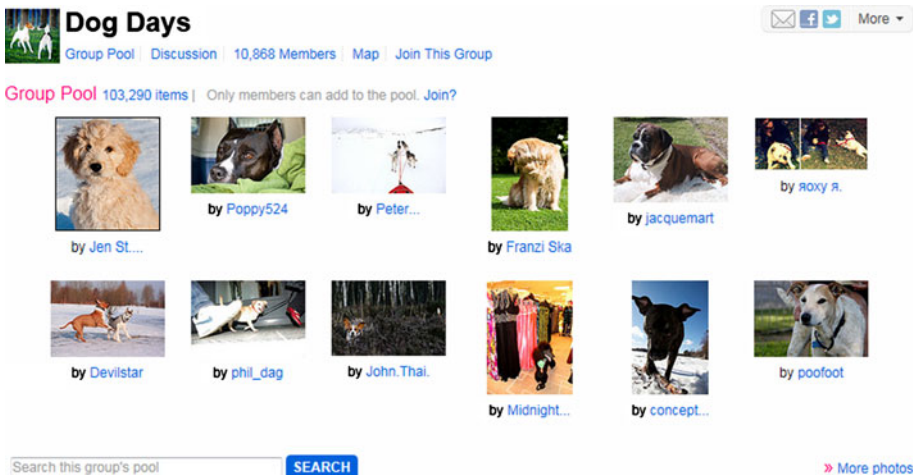 Dog Days
More
Group Pool Discussion 10,868 Members Map Join This Group
Group Pool 103,290 items | Only members can add to the pool. Join?
by Jen St....
by Poppy524
by Peter...
by Franzi Ska
by jacquemart
by яoxy я.
by Devilstar
by phil_dag
by John.Thai.
by Midnight...
by concept...
by poofoot
Search this group's pool
SEARCH
» More photos